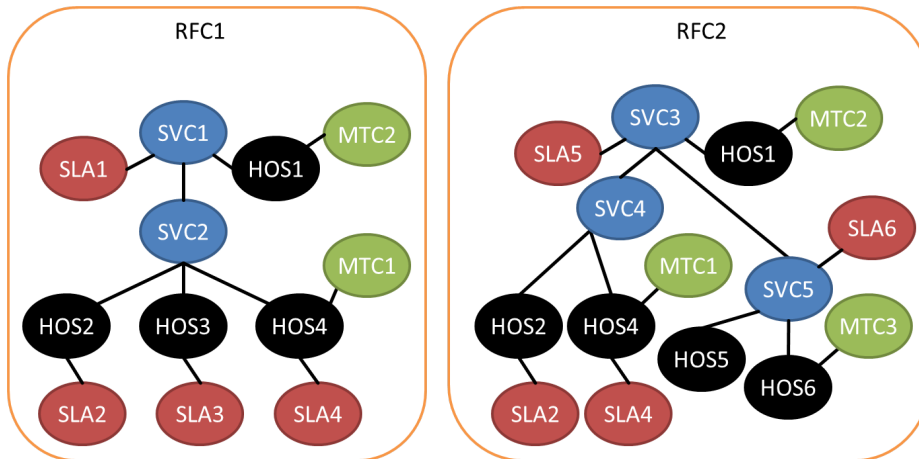 RFC1
SVC1
MTC2
SLA1
HOS1
SVC2
MTC1
HOS2
HOS3
HOS4
SLA2
SLA3
SLA4
RFC2
SVC3
MTC2
SLA5
HOS1
SVC4
SLA6
MTC1
SVC5
HOS2
HOS4
MTC3
HOS5
HOS6
SLA2
SLA4